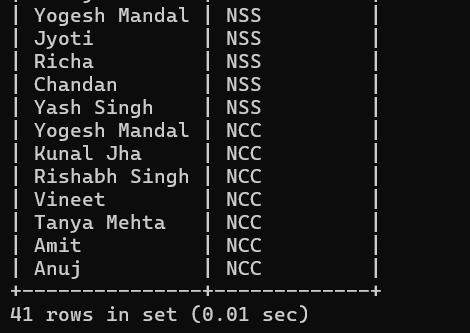 | Yogesh Mandal | NSS         |
| Jyoti         | NSS         |
| Richa         | NSS         |
| Chandan       | NSS         |
| Yash Singh    | NSS         |
| Yogesh Mandal | NCC         |
| Kunal Jha     | NCC         |
| Rishabh Singh | NCC         |
| Vineet        | NCC         |
| Tanya Mehta   | NCC         |
| Amit          | NCC         |
| Anuj          | NCC         |
+---------------+-------------+
41 rows in set (0.01 sec)